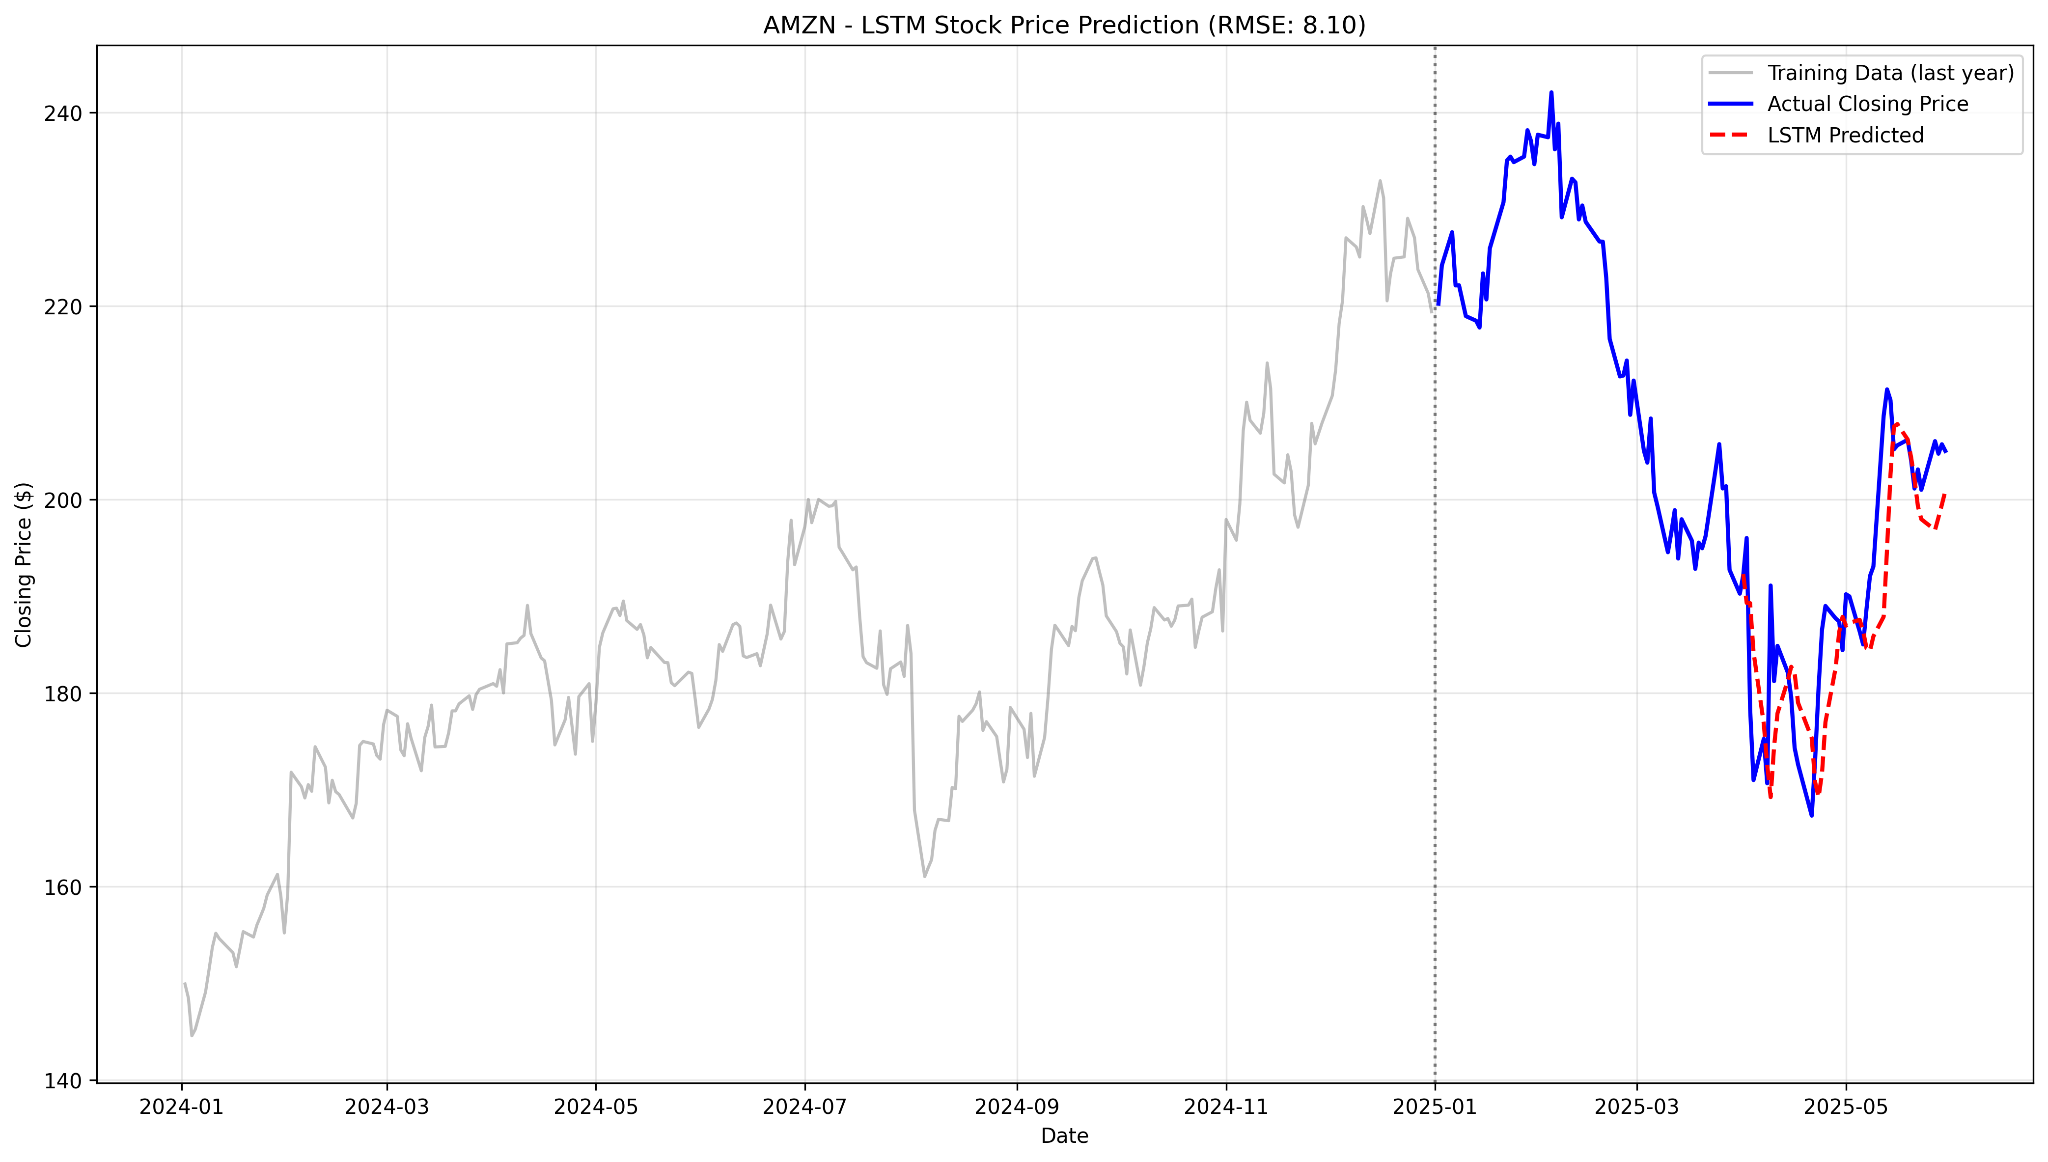 AMZN - LSTM Stock Price Prediction (RMSE: 8.10)
Training Data (last year)
Actual Closing Price
LSTM Predicted
Closing Price ($)
240
220
200
180
160
140
2024-01
2024-03
2024-05
2024-07
2024-09
2024-11
2025-01
2025-03
2025-05
Date